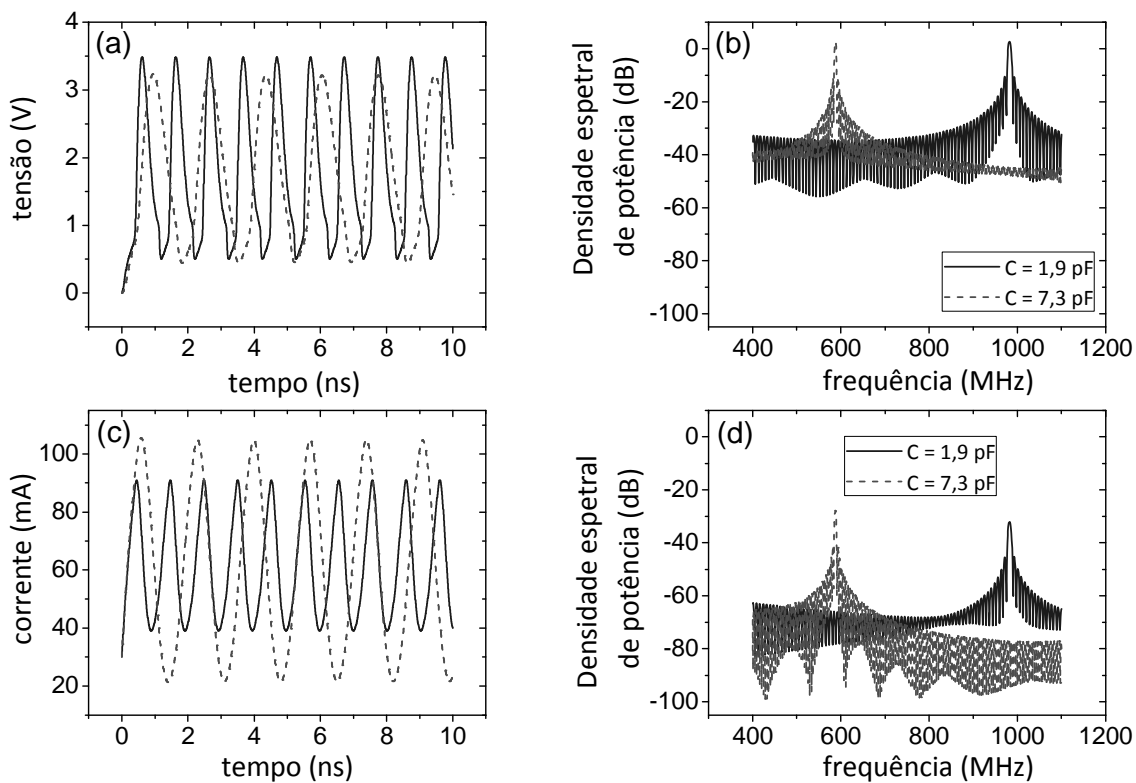 (a)
4
3
2
1
0
tensão (V)
0 2 4 6 8 10
tempo (ns)
(b)
0
-20
-40
-60
-80
-100
Densidade espetral
de potência (dB)
C = 1,9 pF
C = 7,3 pF
400 600 800 1000 1200
frequência (MHz)
(c)
100
80
60
40
20
corrente (mA)
0 2 4 6 8 10
tempo (ns)
(d)
0
-20
-40
-60
-80
-100
Densidade espetral
de potência (dB)
C = 1,9 pF
C = 7,3 pF
400 600 800 1000 1200
frequência (MHz)